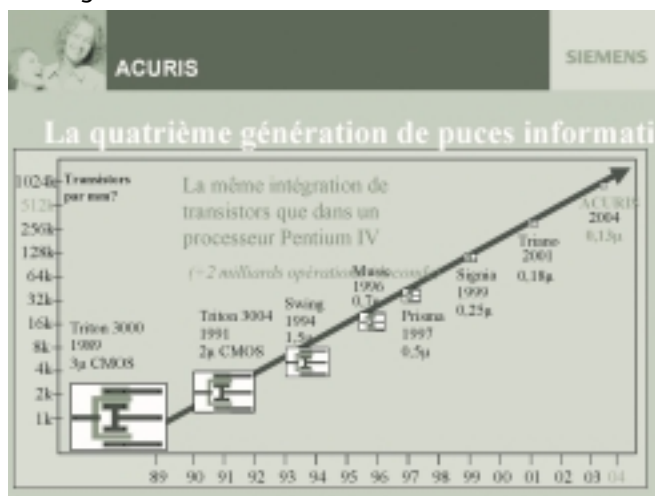 ACURIS
SIEMENS
La quatrième génération de puces informati
1024k
512k
256k
128k
64k
32k
16k
8k
4k
2k
1k
Transistors
par mm?
La même intégration de
transistors que dans un
processeur Pentium IV
(~2 milliards opérations
Triton 3000
1989
3µ CMOS
Triton 3004
1991
2µ CMOS
Swing
1994
1,5µ
Music
1996
0,7µ
Prisma
1997
0,5µ
Signia
1999
0,25µ
Triano
2001
0,18µ
ACURIS
2004
0,13µ
89 90 91 92 93 94 95 96 97 98 99 00 01 02 03 04